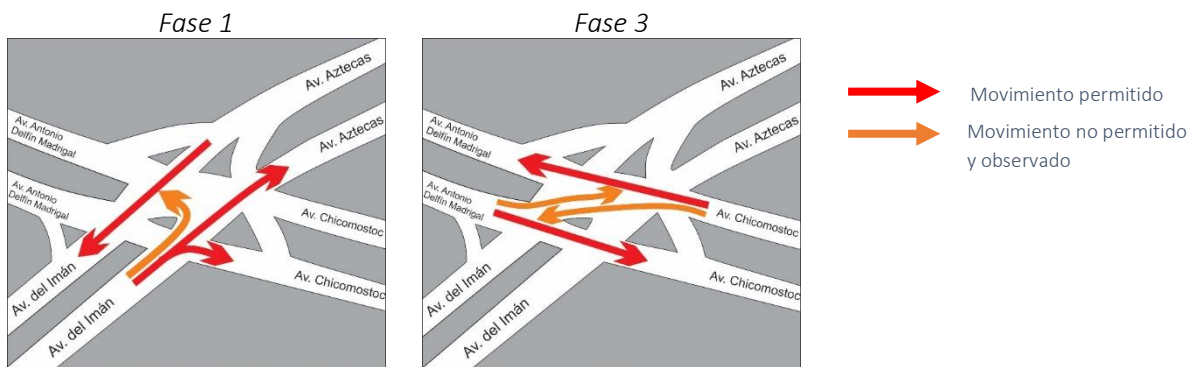 Fase 1
Av. Aztecas
Av. Aztecas
Av. Antonio
Delfín Madrigal
Av. Antonio
Delfín Madrigal
Av. Chicomostoc
Av. Chicomostoc
Av. del Imán
Av. del Imán
Fase 3
Av. Aztecas
Av. Aztecas
Av. Antonio
Delfín Madrigal
Av. Antonio
Delfín Madrigal
Av. Chicomostoc
Av. Chicomostoc
Av. del Imán
Av. del Imán
Movimiento permitido
Movimiento no permitido
y observado